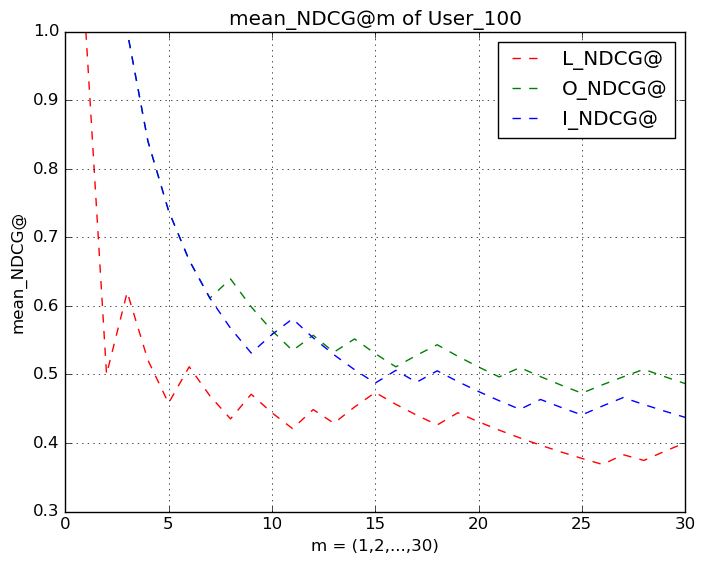 mean_NDCG@m of User_100
L_NDCG@
O_NDCG@
I_NDCG@
mean_NDCG@
1.0
0.9
0.8
0.7
0.6
0.5
0.4
0.3
0 5 10 15 20 25 30
m = (1,2,...,30)